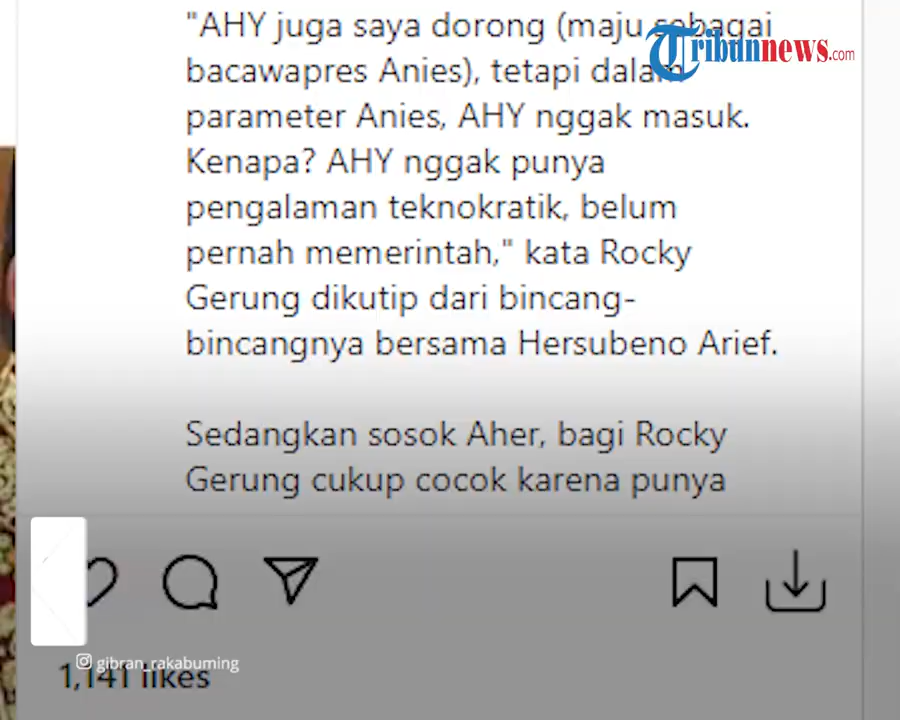 "AHY juga saya dorong (maju sebagai
Tribunnews.com
bacawapres Anies), tetapi dalam
parameter Anies, AHY nggak masuk.
Kenapa? AHY nggak punya
pengalaman teknokratik, belum
pernah memerintah," kata Rocky
Gerung dikutip dari bincang-
bincangnya bersama Hersubeno Arief.
Sedangkan sosok Aher, bagi Rocky
Gerung cukup cocok karena punya
gibran_rakabuming
1,141 likes